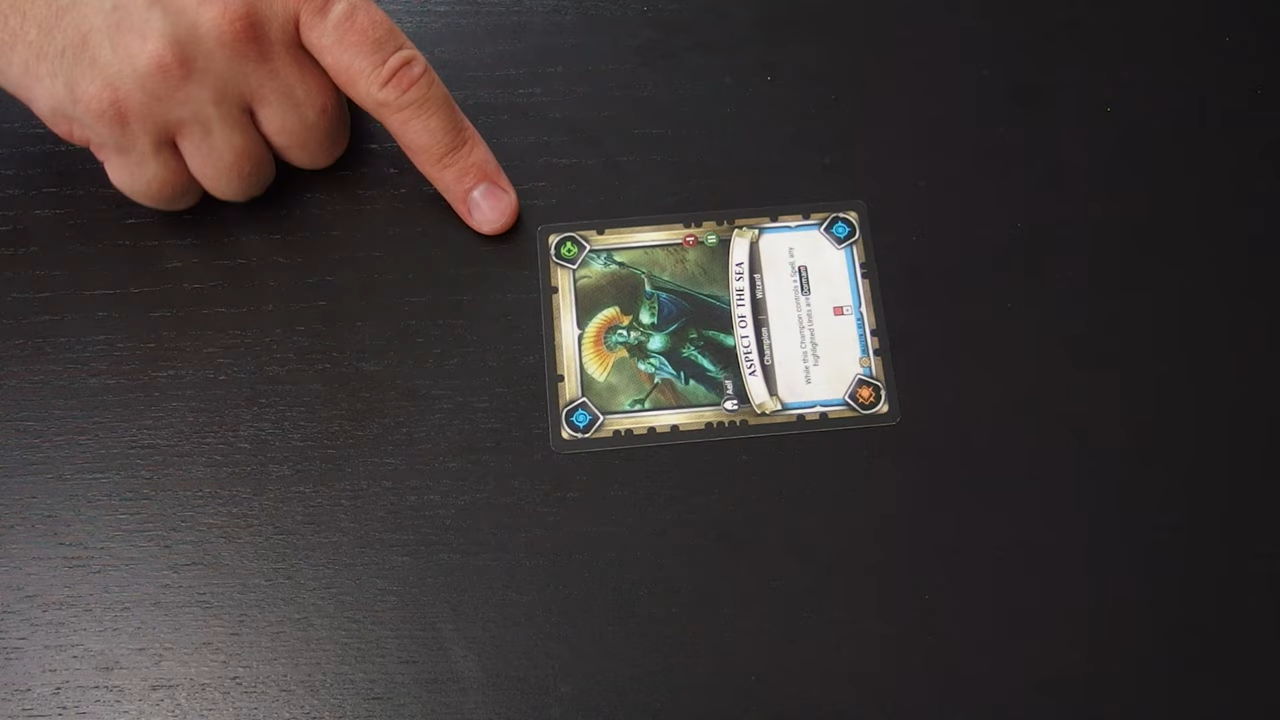 Aelf
ASPECT OF THE SEA
Champion | Wizard
While this Champion controls a Spell, any
highlighted Units are Dormant